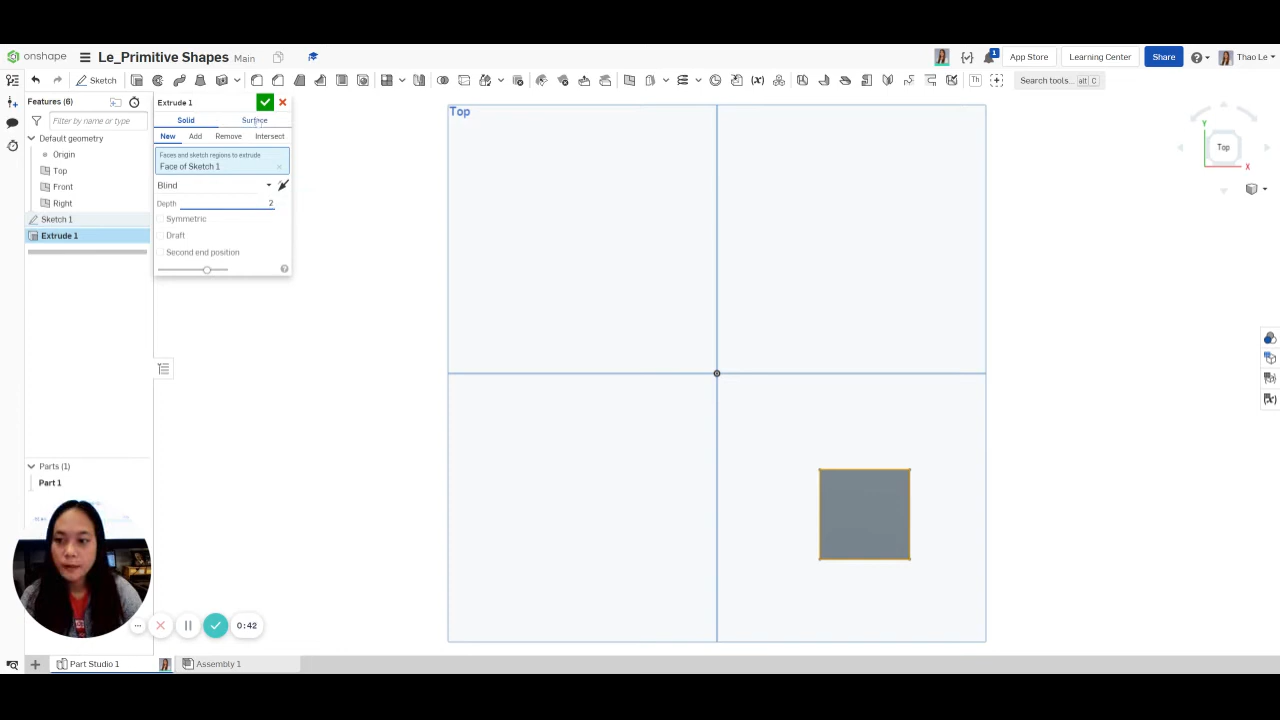 onshape Le_Primitive Shapes Main 1 App Store Learning Center Share Thao Le
Sketch Search tools... alt C
Features (6) Extrude 1
Filter by name or type Solid Surface
Default geometry New Add Remove Intersect
Origin
Faces and sketch regions to extrude
Face of Sketch 1
Top
Front
Blind
Right
Depth 2
Sketch 1
Symmetric
Extrude 1
Draft
Second end position
Top
Y
Top
X
Parts (1)
Part 1
0:42
Part Studio 1 Assembly 1